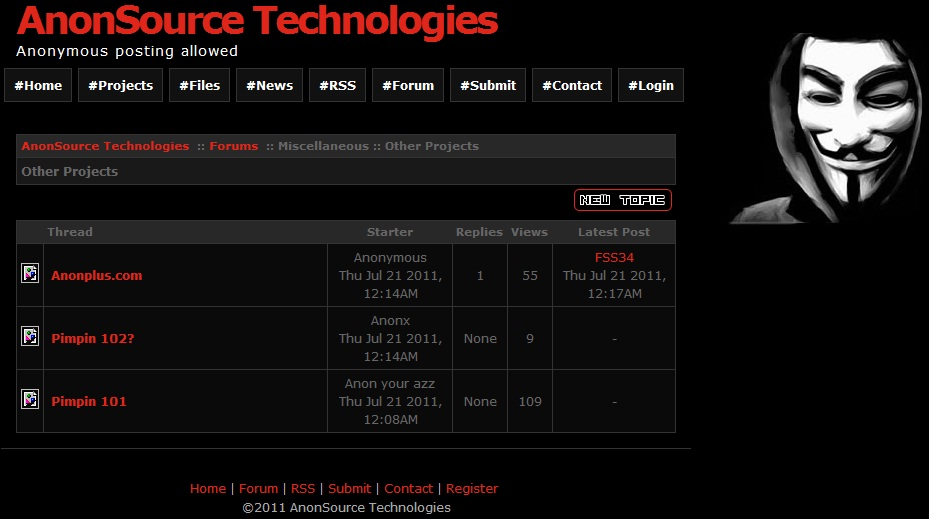 AnonSource Technologies
Anonymous posting allowed
#Home #Projects #Files #News #RSS #Forum #Submit #Contact #Login
AnonSource Technologies :: Forums :: Miscellaneous :: Other Projects
Other Projects
NEW TOPIC
Thread Starter Replies Views Latest Post
Anonymous FSS34
Anonplus.com Thu Jul 21 2011, 1 55 Thu Jul 21 2011,
12:14AM 12:17AM
Anonx
Pimpin 102? Thu Jul 21 2011, None 9 -
12:14AM
Anon your azz
Pimpin 101 Thu Jul 21 2011, None 109 -
12:08AM
Home | Forum | RSS | Submit | Contact | Register
©2011 AnonSource Technologies